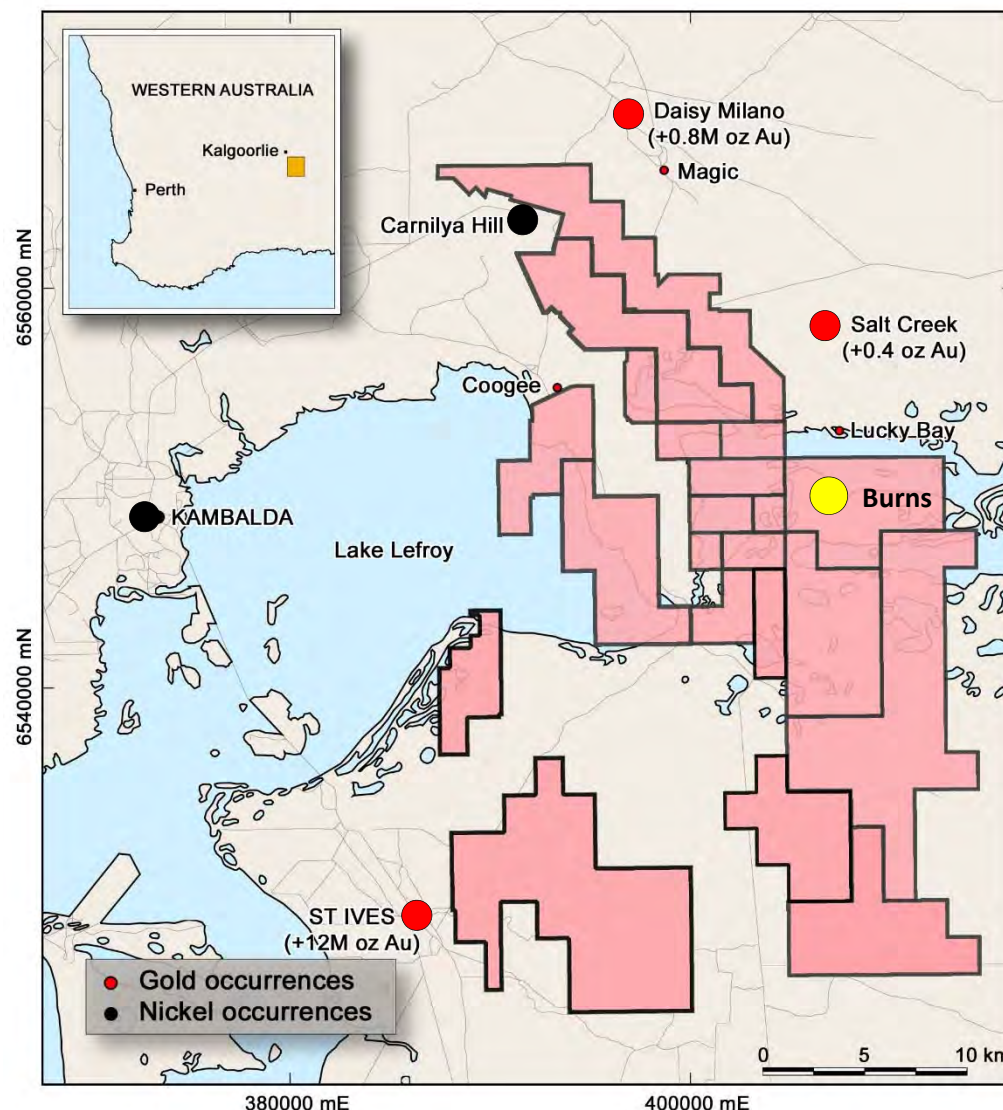 WESTERN AUSTRALIA
Kalgoorlie
Perth
Daisy Milano
(+0.8M oz Au)
Magic
Carnilya Hill
6560000 mN
Salt Creek
(+0.4 oz Au)
Coogee
Lucky Bay
Burns
KAMBALDA
Lake Lefroy
6540000 mN
ST IVES
(+12M oz Au)
Gold occurrences
Nickel occurrences
0 5 10 km
380000 mE 400000 mE